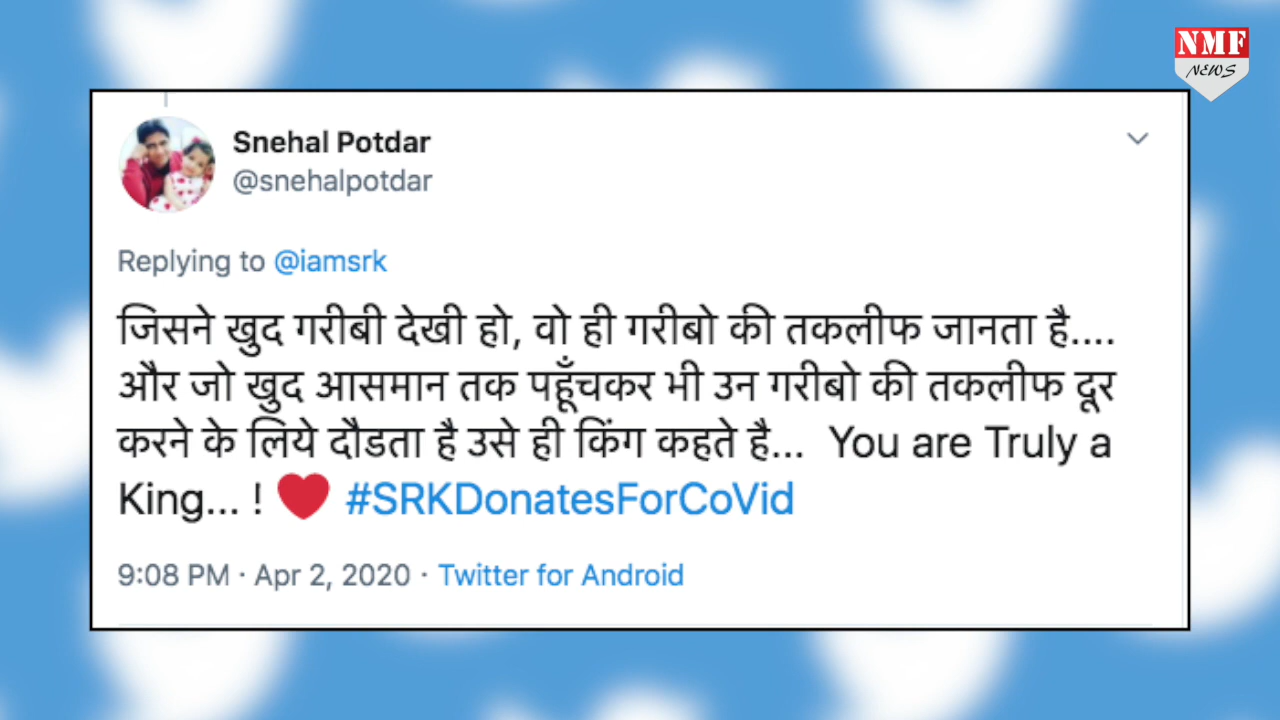 NMF
NEWS
Snehal Potdar
@snehalpotdar
Replying to @iamsrk
जिसने खुद गरीबी देखी हो, वो ही गरीबो की तकलीफ जानता है....
और जो खुद आसमान तक पहुँचकर भी उन गरीबो की तकलीफ दूर
करने के लिये दौडता है उसे ही किंग कहते है... You are Truly a
King... ! ❤️ #SRKDonatesForCoVid
9:08 PM · Apr 2, 2020 · Twitter for Android